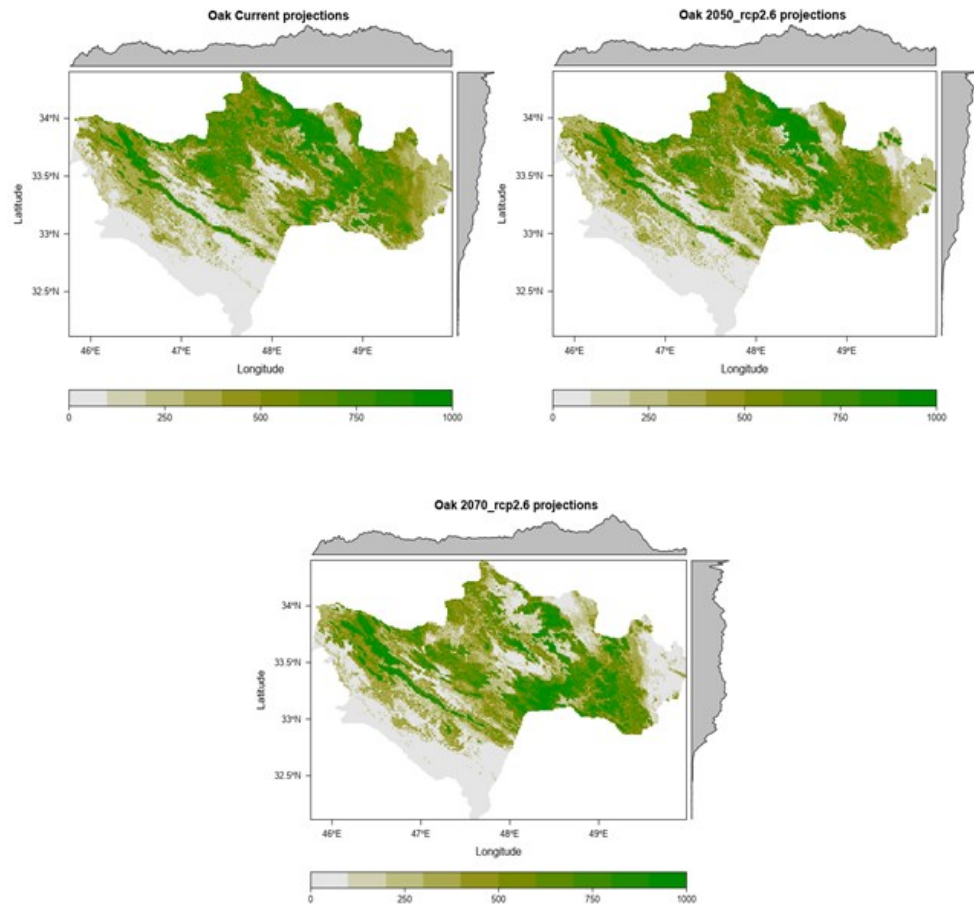 Oak Current projections
34°N
33.5°N
33°N
32.5°N
Latitude
46°E 47°E 48°E 49°E
Longitude
0 250 500 750 1000
Oak 2050_rcp2.6 projections
34°N
33.5°N
33°N
32.5°N
Latitude
46°E 47°E 48°E 49°E
Longitude
0 250 500 750 1000
Oak 2070_rcp2.6 projections
34°N
33.5°N
33°N
32.5°N
Latitude
46°E 47°E 48°E 49°E
Longitude
0 250 500 750 1000